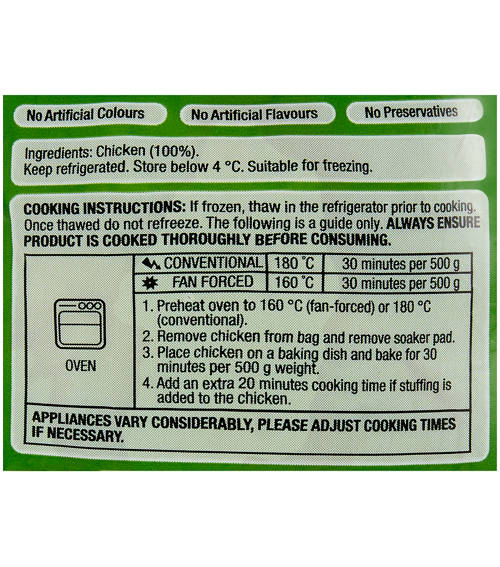 No Artificial Colours No Artificial Flavours No Preservatives
Ingredients: Chicken (100%).
Keep refrigerated. Store below 4 °C. Suitable for freezing.
COOKING INSTRUCTIONS: If frozen, thaw in the refrigerator prior to cooking.
Once thawed do not refreeze. The following is a guide only. ALWAYS ENSURE
PRODUCT IS COOKED THOROUGHLY BEFORE CONSUMING.
CONVENTIONAL 180 °C 30 minutes per 500 g
FAN FORCED 160 °C 30 minutes per 500 g
OVEN
1. Preheat oven to 160 °C (fan-forced) or 180 °C
(conventional).
2. Remove chicken from bag and remove soaker pad.
3. Place chicken on a baking dish and bake for 30
minutes per 500 g weight.
4. Add an extra 20 minutes cooking time if stuffing is
added to the chicken.
APPLIANCES VARY CONSIDERABLY, PLEASE ADJUST COOKING TIMES
IF NECESSARY.